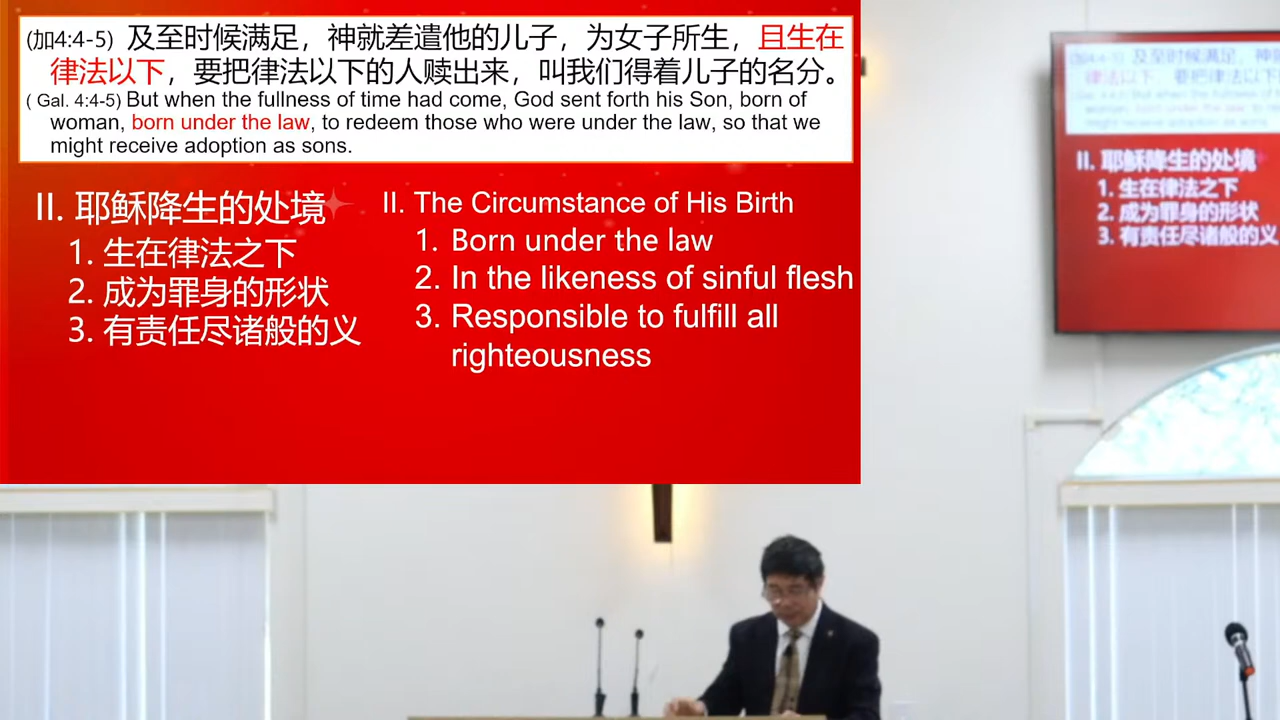 (加4:4-5) 及至时候满足，神就差遣他的儿子，为女子所生，且生在
律法以下，要把律法以下的人赎出来，叫我们得着儿子的名分。
( Gal. 4:4-5) But when the fullness of time had come, God sent forth his Son, born of
woman, born under the law, to redeem those who were under the law, so that we
might receive adoption as sons.
II. 耶稣降生的处境
1. 生在律法之下
2. 成为罪身的形状
3. 有责任尽诸般的义
II. The Circumstance of His Birth
1. Born under the law
2. In the likeness of sinful flesh
3. Responsible to fulfill all
righteousness
II. 耶稣降生的处境
1. 生在律法之下
2. 成为罪身的形状
3. 有责任尽诸般的义